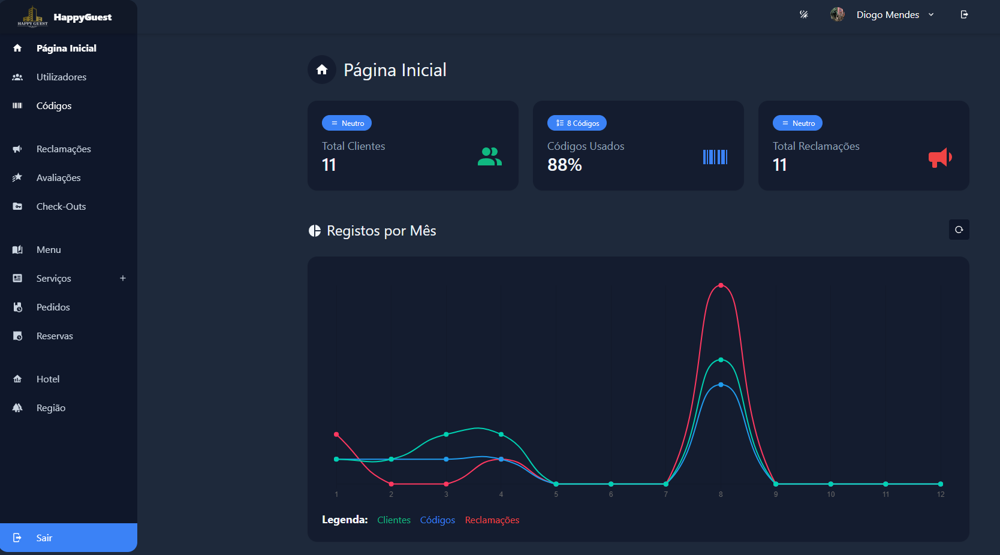 HAPPY GUEST
HappyGuest
Diogo Mendes
Página Inicial
Utilizadores
Códigos
Reclamações
Avaliações
Check-Outs
Menu
Serviços +
Pedidos
Reservas
Hotel
Região
Sair
Página Inicial
Neutro
Total Clientes
11
8 Códigos
Códigos Usados
88%
Neutro
Total Reclamações
11
Registos por Mês
1 2 3 4 5 6 7 8 9 10 11 12
Legenda: Clientes Códigos Reclamações